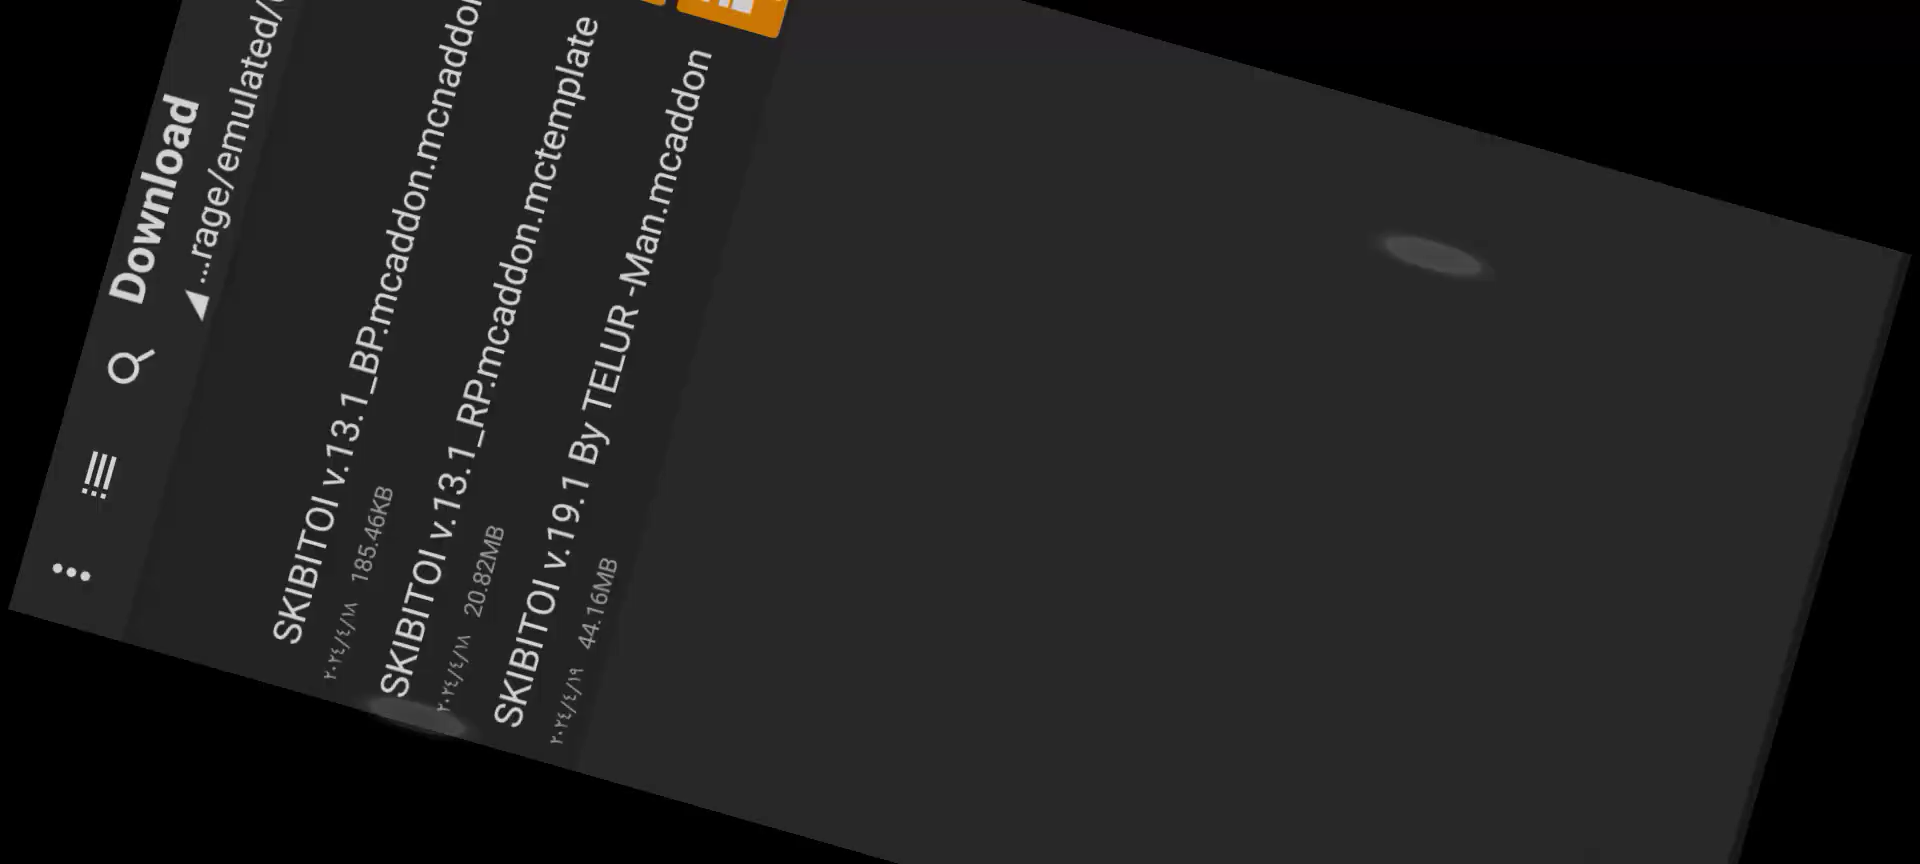 Download
...rage/emulated/
SKIBITOI v.13.1_BP.mcaddon.mcnaddon
٢٠٢٤/٤/١٨ 185.46KB
SKIBITOI v.13.1_RP.mcaddon.mctemplate
٢٠٢٤/٤/١٨ 20.82MB
SKIBITOI v.19.1 By TELUR -Man.mcaddon
٢٠٢٤/٤/١٩ 44.16MB